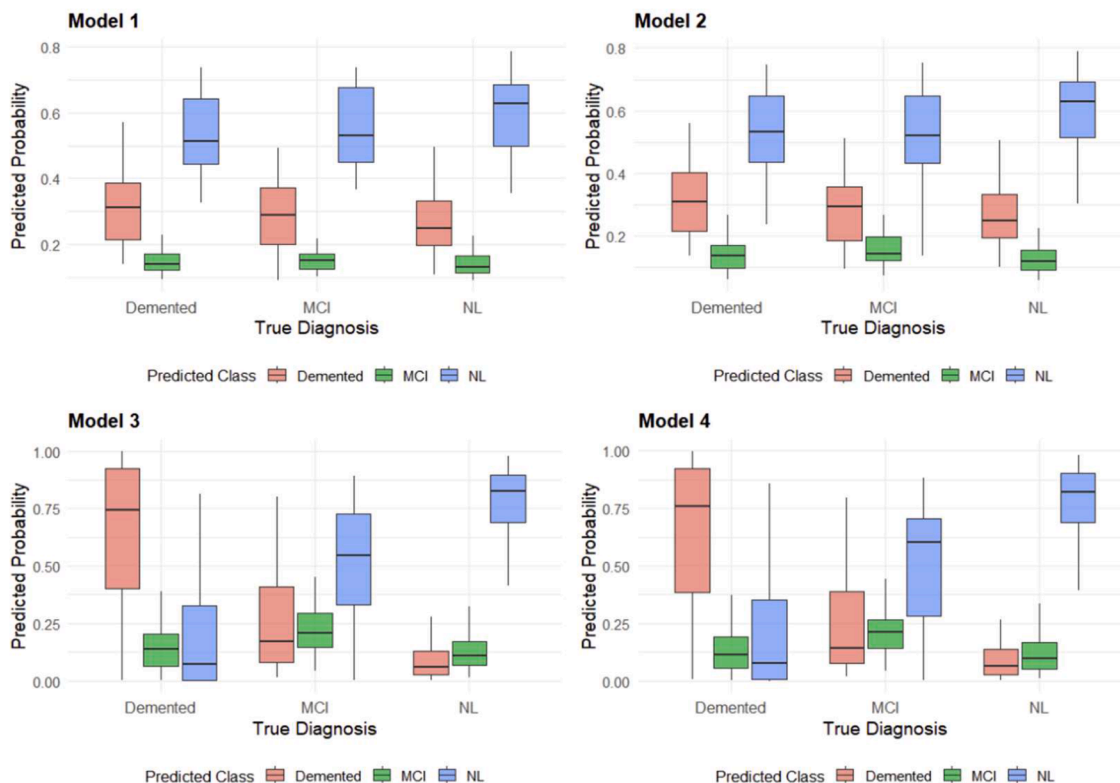 Model 1
Predicted Probability
0.8
0.6
0.4
0.2
Demented MCI NL
True Diagnosis
Predicted Class Demented MCI NL
Model 2
Predicted Probability
0.8
0.6
0.4
0.2
Demented MCI NL
True Diagnosis
Predicted Class Demented MCI NL
Model 3
Predicted Probability
1.00
0.75
0.50
0.25
0.00
Demented MCI NL
True Diagnosis
Predicted Class Demented MCI NL
Model 4
Predicted Probability
1.00
0.75
0.50
0.25
0.00
Demented MCI NL
True Diagnosis
Predicted Class Demented MCI NL